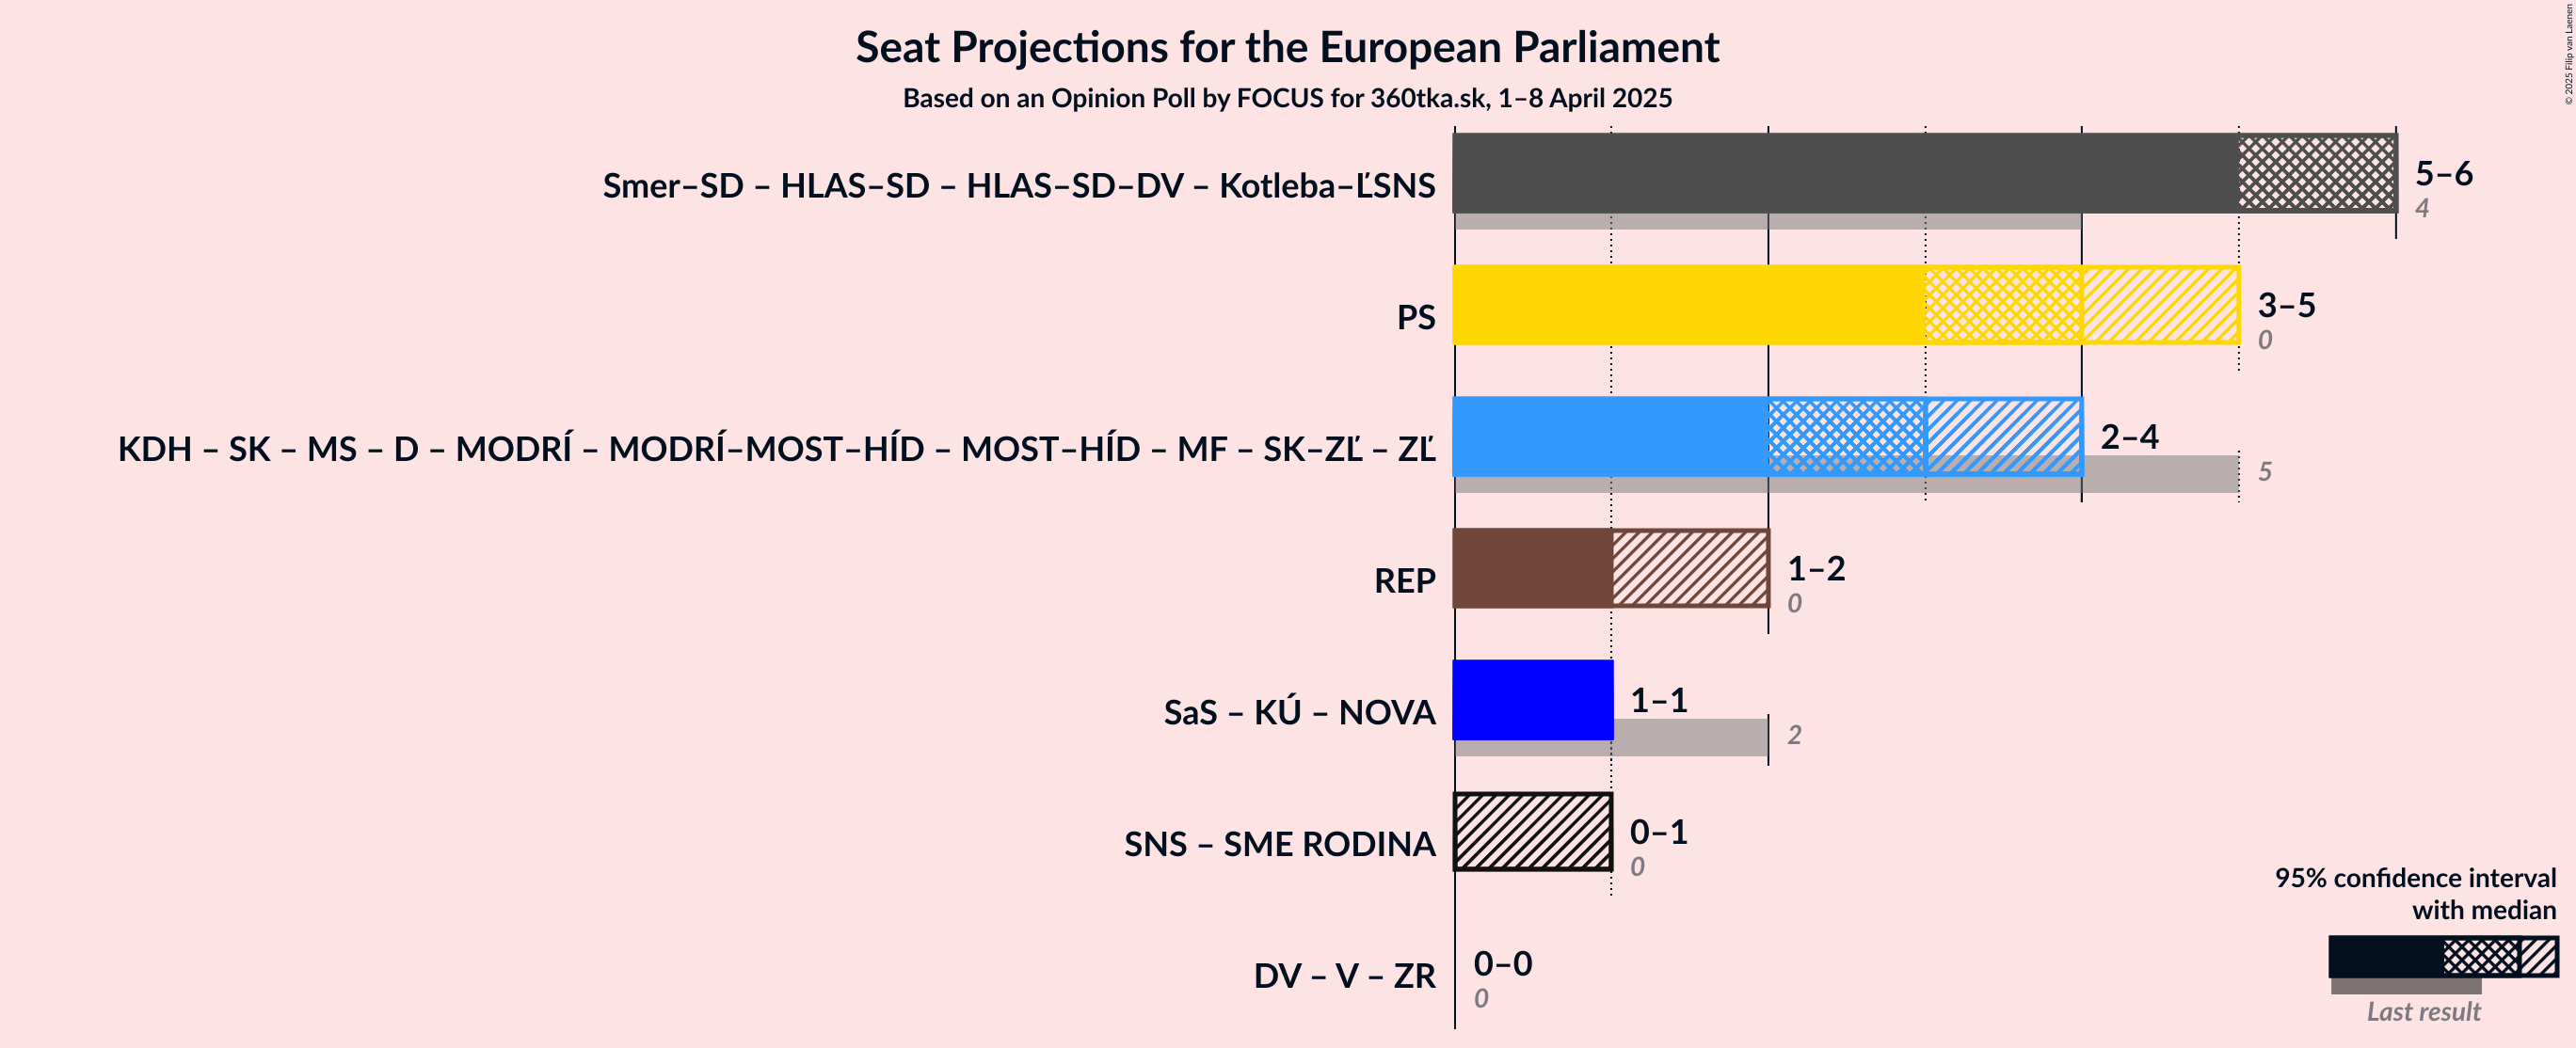 Seat Projections for the European Parliament
Based on an Opinion Poll by FOCUS for 360tka.sk, 1–8 April 2025
© 2025 Filip van Laenen
Smer–SD – HLAS–SD – HLAS–SD–DV – Kotleba–ĽSNS
5–6
4
PS
3–5
0
KDH – SK – MS – D – MODRÍ – MODRÍ–MOST–HÍD – MOST–HÍD – MF – SK–ZĽ – ZĽ
2–4
5
REP
1–2
0
SaS – KÚ – NOVA
1–1
2
SNS – SME RODINA
0–1
0
DV – V – ZR
0–0
0
95% confidence interval
with median
Last result